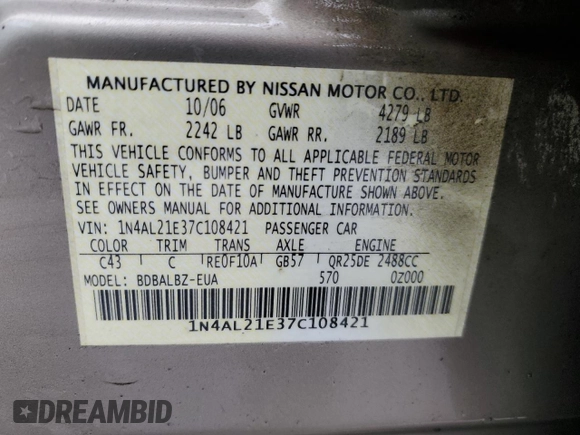 MANUFACTURED BY NISSAN MOTOR CO., LTD.
DATE 10/06 GVWR 4279 LB
GAWR FR. 2242 LB GAWR RR. 2189 LB
THIS VEHICLE CONFORMS TO ALL APPLICABLE FEDERAL MOTOR
VEHICLE SAFETY, BUMPER AND THEFT PREVENTION STANDARDS
IN EFFECT ON THE DATE OF MANUFACTURE SHOWN ABOVE.
SEE OWNERS MANUAL FOR ADDITIONAL INFORMATION.
VIN: 1N4AL21E37C108421 PASSENGER CAR
COLOR TRIM TRANS AXLE ENGINE
C43 C RE0F10A GB57 QR25DE 2488CC
MODEL: BDBALBZ-EUA 570 0Z000
1N4AL21E37C108421
DREAMBID